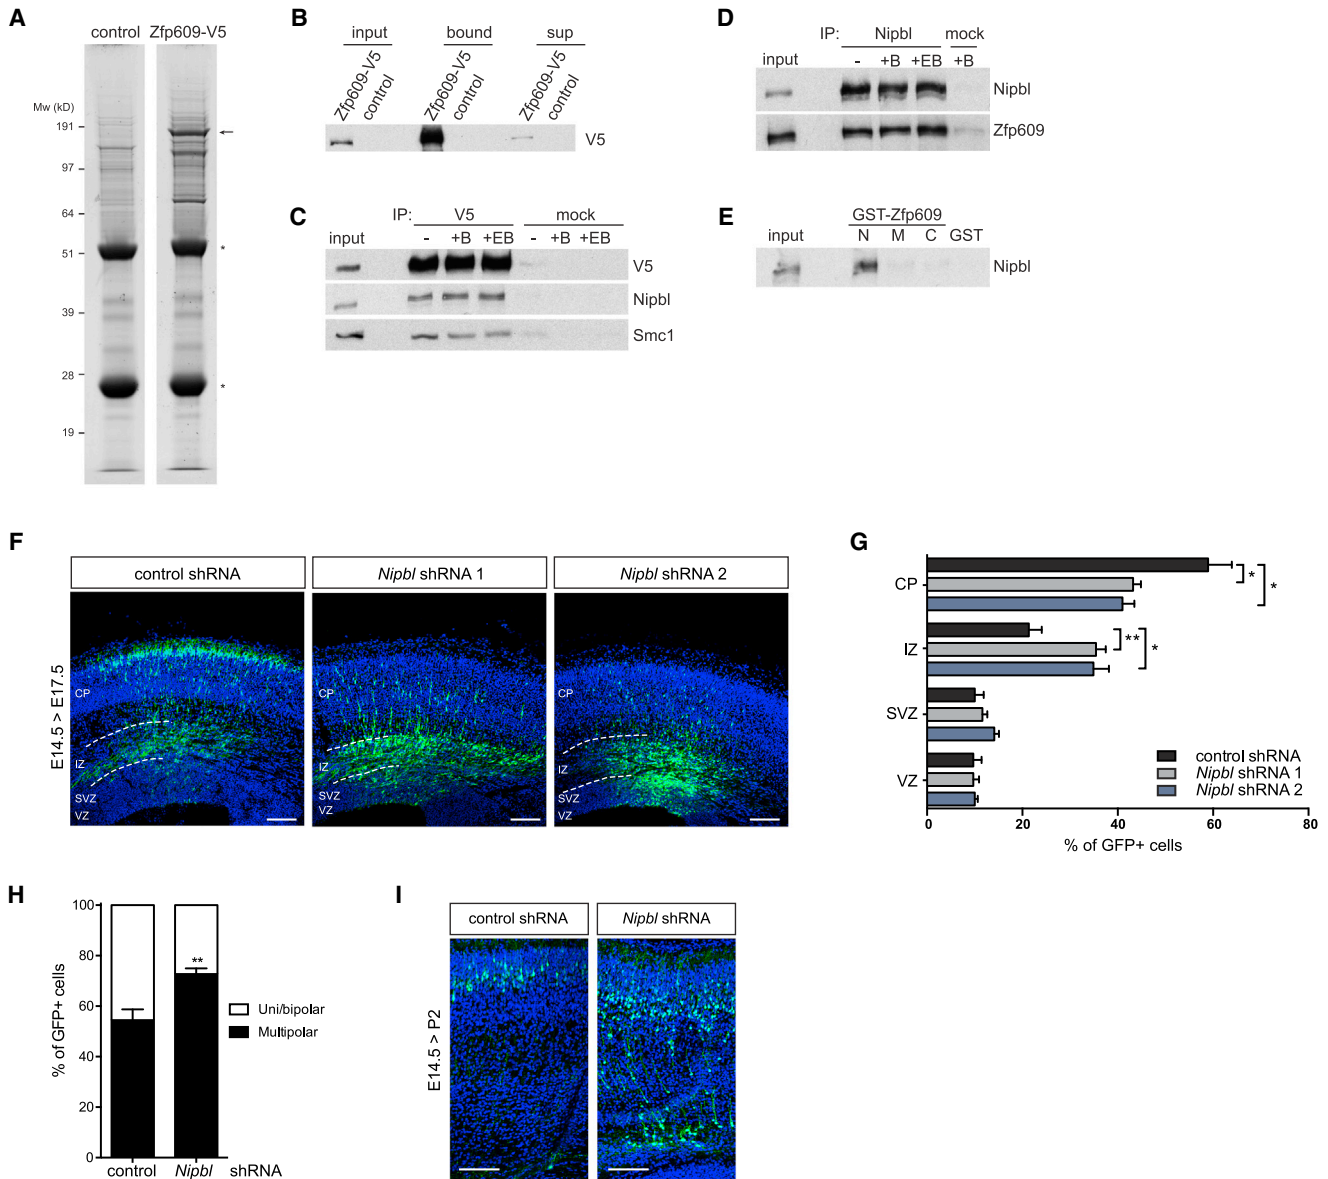 A
control Zfp609-V5
Mw (kD)
191
97
64
51
39
28
19
*
*
B
input bound sup
Zfp609-V5 control Zfp609-V5 control Zfp609-V5 control
V5
C
IP: V5 mock
input - +B +EB - +B +EB
V5
Nipbl
Smc1
D
IP: Nipbl mock
input - +B +EB +B
Nipbl
Zfp609
E
GST-Zfp609
input N M C GST
Nipbl
F
control shRNA Nipbl shRNA 1 Nipbl shRNA 2
E14.5 > E17.5
CP CP CP
IZ IZ IZ
SVZ SVZ SVZ
VZ VZ VZ
G
CP
IZ
SVZ
VZ
* *
** *
control shRNA
Nipbl shRNA 1
Nipbl shRNA 2
0 20 40 60 80
% of GFP+ cells
H
% of GFP+ cells
100
80
60
40
20
0
**
Uni/bipolar
Multipolar
control Nipbl shRNA
I
control shRNA Nipbl shRNA
E14.5 > P2